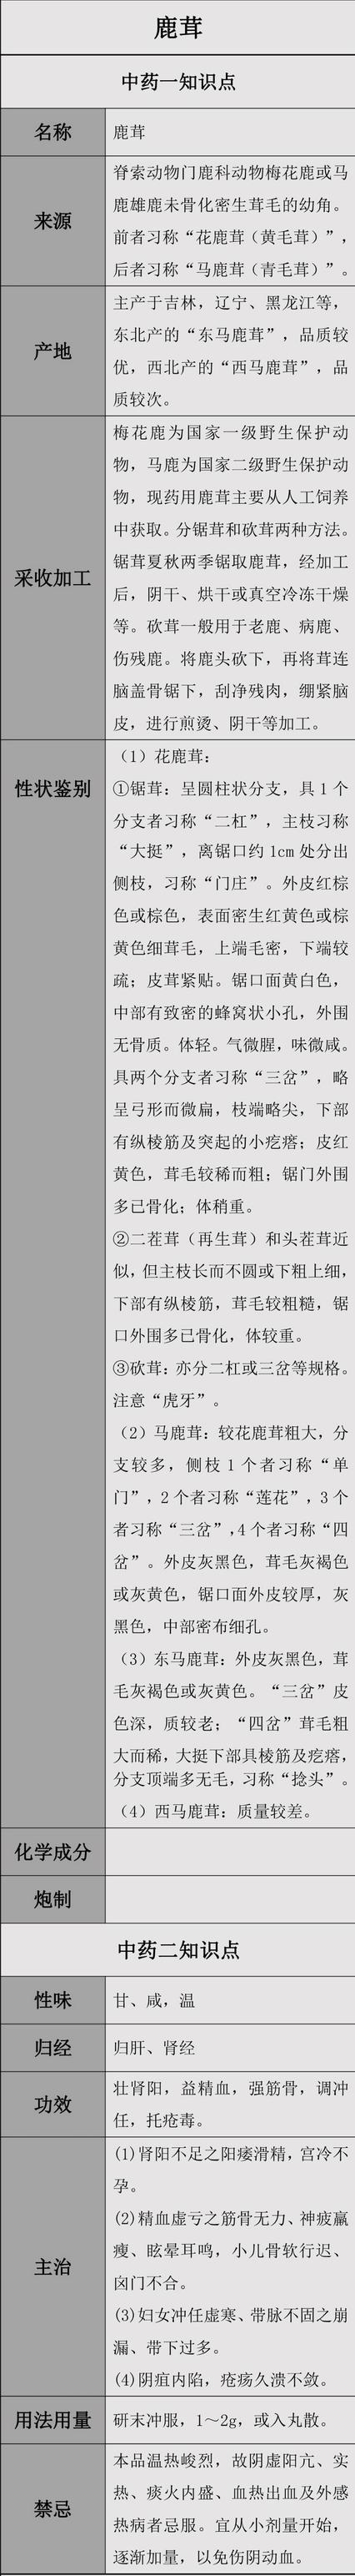 鹿茸
中药一知识点
名称
鹿茸
来源
脊索动物门鹿科动物梅花鹿或马
鹿雄鹿未骨化密生茸毛的幼角。
前者习称“花鹿茸（黄毛茸）”，
后者习称“马鹿茸（青毛茸）”。
产地
主产于吉林，辽宁、黑龙江等，
东北产的“东马鹿茸”，品质较
优，西北产的“西马鹿茸”，品
质较次。
采收加工
梅花鹿为国家一级野生保护动
物，马鹿为国家二级野生保护动
物，现药用鹿茸主要从人工饲养
中获取。分锯茸和砍茸两种方法。
锯茸夏秋两季锯取鹿茸，经加工
后，阴干、烘干或真空冷冻干燥
等。砍茸一般用于老鹿、病鹿、
伤残鹿。将鹿头砍下，再将茸连
脑盖骨锯下，刮净残肉，绷紧脑
皮，进行煎烫、阴干等加工。
性状鉴别
（1）花鹿茸：
①锯茸：呈圆柱状分支，具 1 个
分支者习称“二杠”，主枝习称
“大挺”，离锯口约 1cm 处分出
侧枝，习称“门庄”。外皮红棕
色或棕色，表面密生红黄色或棕
黄色细茸毛，上端毛密，下端较
疏；皮茸紧贴。锯口面黄白色，
中部有致密的蜂窝状小孔，外围
无骨质。体轻。气微腥，味微咸。
具两个分支者习称“三岔”，略
呈弓形而微扁，枝端略尖，下部
有纵棱筋及突起的小疙瘩；皮红
黄色，茸毛较稀而粗；锯门外围
多已骨化；体稍重。
②二茬茸（再生茸）和头茬茸近
似，但主枝长而不圆或下粗上细，
下部有纵棱筋，茸毛较粗糙，锯
口外围多已骨化，体较重。
③砍茸：亦分二杠或三岔等规格。
注意“虎牙”。
（2）马鹿茸：较花鹿茸粗大，分
支较多，侧枝 1 个者习称“单
门”，2 个者习称“莲花”，3 个
者习称“三岔”，4 个者习称“四
岔”。外皮灰黑色，茸毛灰褐色
或灰黄色，锯口面外皮较厚，灰
黑色，中部密布细孔。
（3）东马鹿茸：外皮灰黑色，茸
毛灰褐色或灰黄色。“三岔”皮
色深，质较老；“四岔”茸毛粗
大而稀，大挺下部具棱筋及疙瘩，
分支顶端多无毛，习称“捻头”。
（4）西马鹿茸：质量较差。
化学成分
炮制
中药二知识点
性味
甘、咸，温
归经
归肝、肾经
功效
壮肾阳，益精血，强筋骨，调冲
任，托疮毒。
主治
(1)肾阳不足之阳痿滑精，宫冷不
孕。
(2)精血虚亏之筋骨无力、神疲羸
瘦、眩晕耳鸣，小儿骨软行迟、
囟门不合。
(3)妇女冲任虚寒、带脉不固之崩
漏、带下过多。
(4)阴疽内陷，疮疡久溃不敛。
用法用量
研末冲服，1～2g，或入丸散。
禁忌
本品温热峻烈，故阴虚阳亢、实
热、痰火内盛、血热出血及外感
热病者忌服。宜从小剂量开始，
逐渐加量，以免伤阴动血。